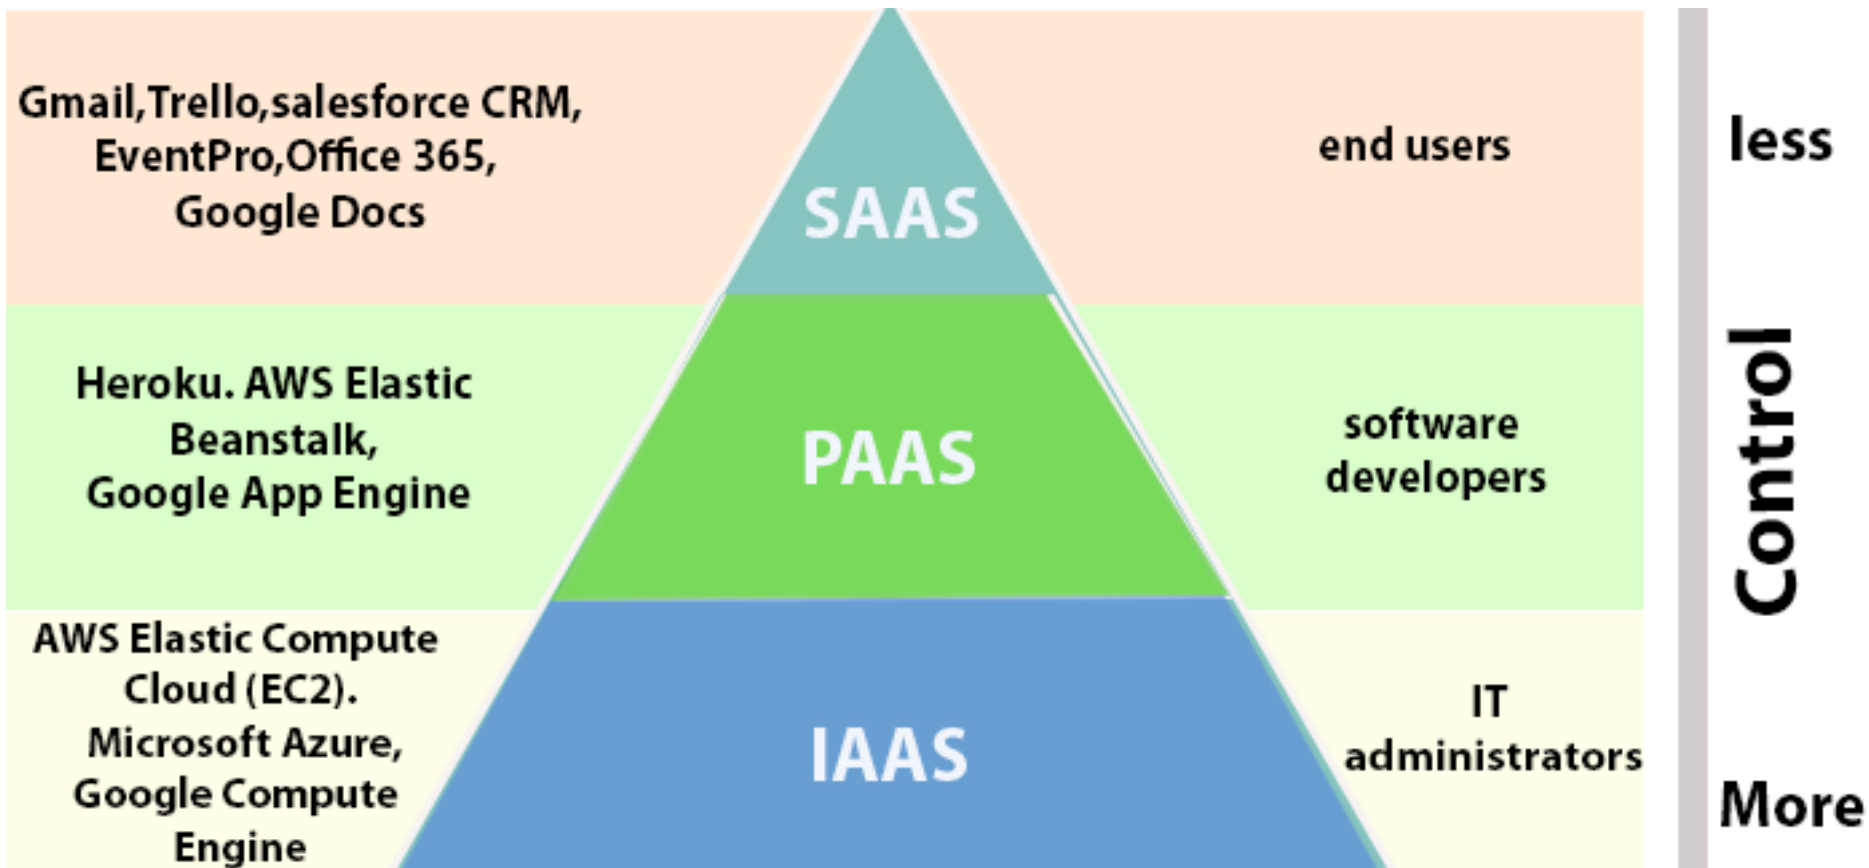 Gmail,Trello,salesforce CRM,
EventPro,Office 365,
Google Docs
SAAS
end users
less
Heroku. AWS Elastic
Beanstalk,
Google App Engine
PAAS
software
developers
Control
AWS Elastic Compute
Cloud (EC2).
Microsoft Azure,
Google Compute
Engine
IAAS
IT
administrators
More